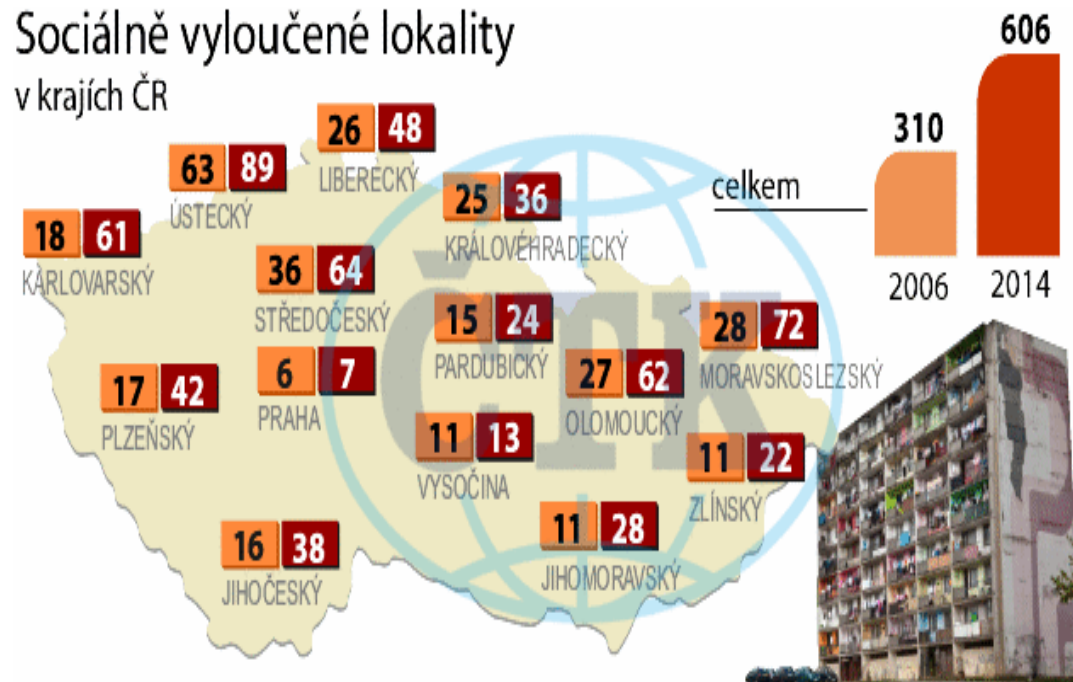 Sociálně vyloučené lokality
v krajích ČR
606
310
celkem
2006
2014
26 48
LIBERECKÝ
63 89
ÚSTECKÝ
25 36
KRÁLOVÉHRADECKÝ
18 61
KARLOVARSKÝ
36 64
STŘEDOČESKÝ
15 24
PARDUBICKÝ
28 72
MORAVSKOSLEZSKÝ
6 7
PRAHA
27 62
OLOMOUCKÝ
17 42
PLZEŇSKÝ
11 13
VYSOČINA
11 22
ZLÍNSKÝ
16 38
JIHOČESKÝ
11 28
JIHOMORAVSKÝ
ČTK